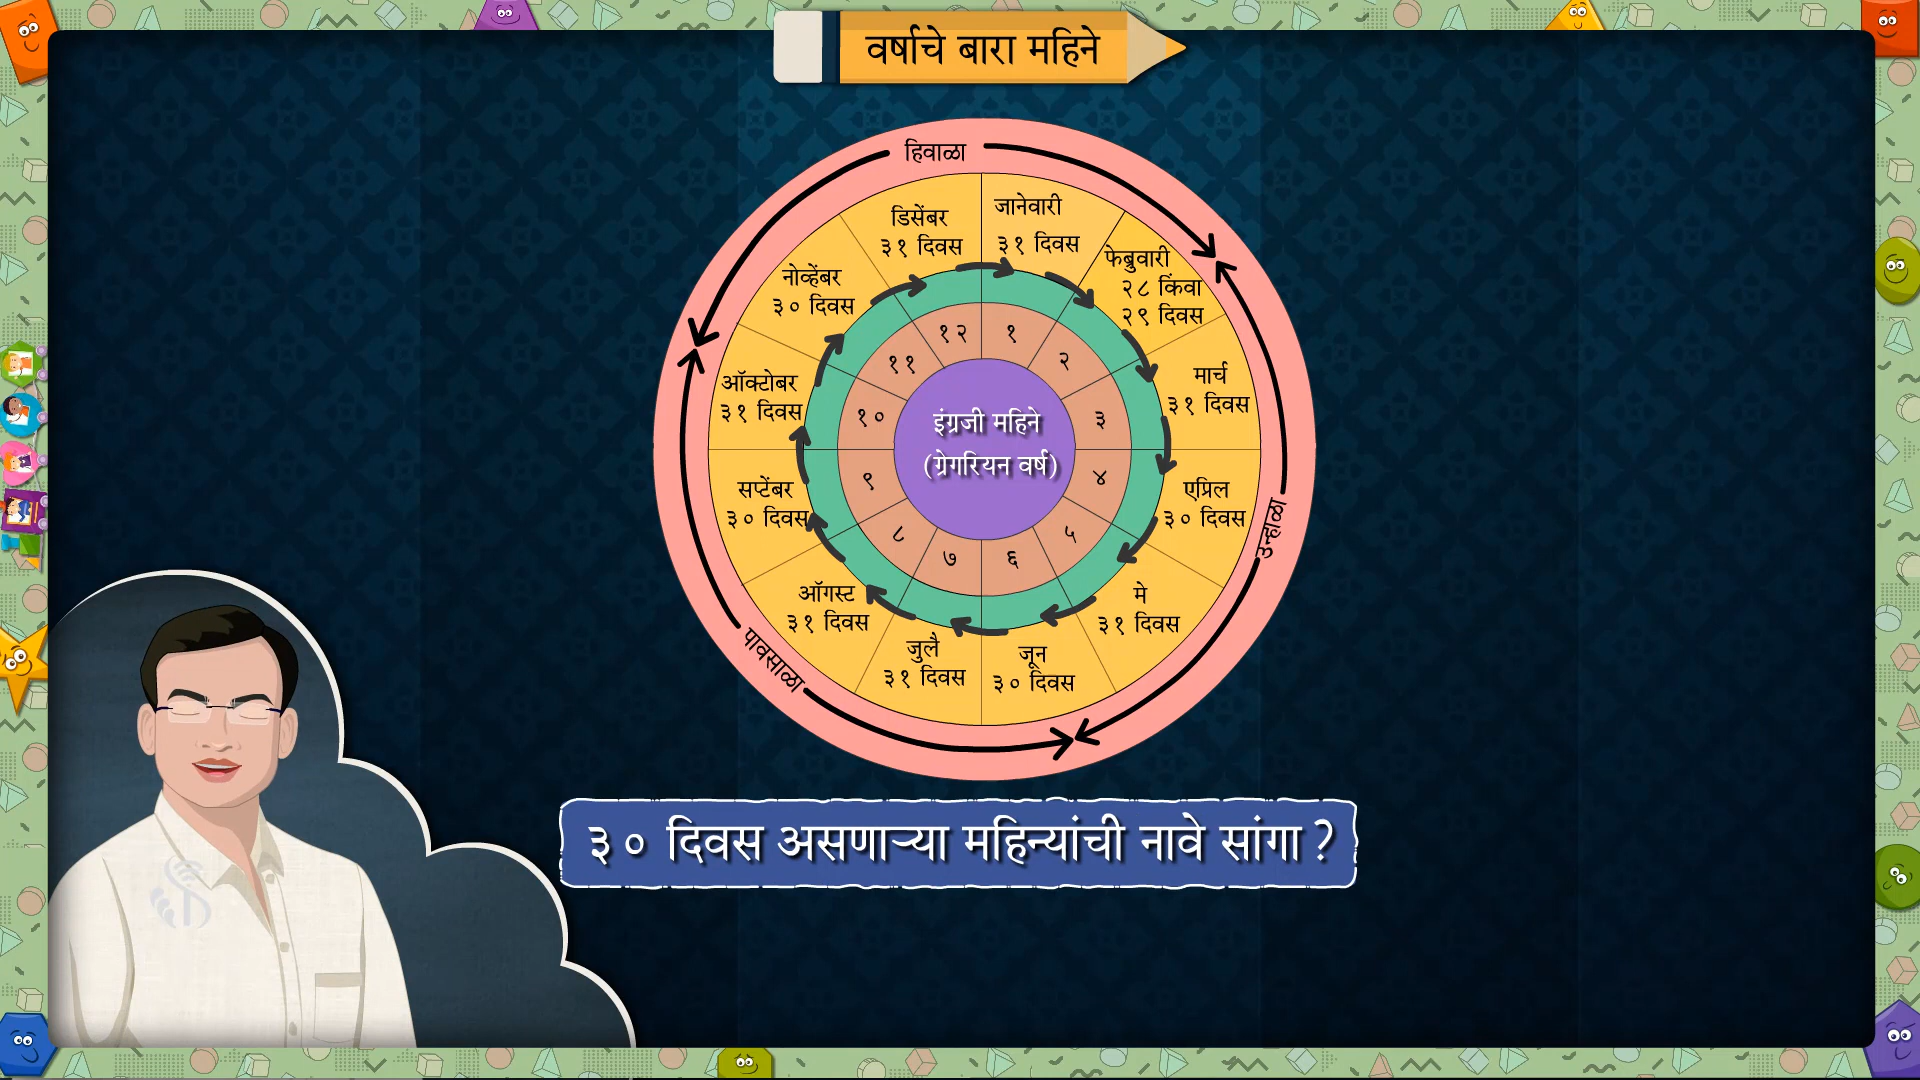 वर्षाचे बारा महिने
हिवाळा
डिसेंबर
३१ दिवस
जानेवारी
३१ दिवस
फेब्रुवारी
२८ किंवा
२९ दिवस
मार्च
३१ दिवस
एप्रिल
३० दिवस
मे
३१ दिवस
जून
३० दिवस
जुलै
३१ दिवस
ऑगस्ट
३१ दिवस
सप्टेंबर
३० दिवस
ऑक्टोबर
३१ दिवस
नोव्हेंबर
३० दिवस
१
२
३
४
५
६
७
८
९
१०
११
१२
इंग्रजी महिने
(ग्रेगरियन वर्ष)
उन्हाळा
पावसाळा
३० दिवस असणाऱ्या महिन्यांची नावे सांगा ?